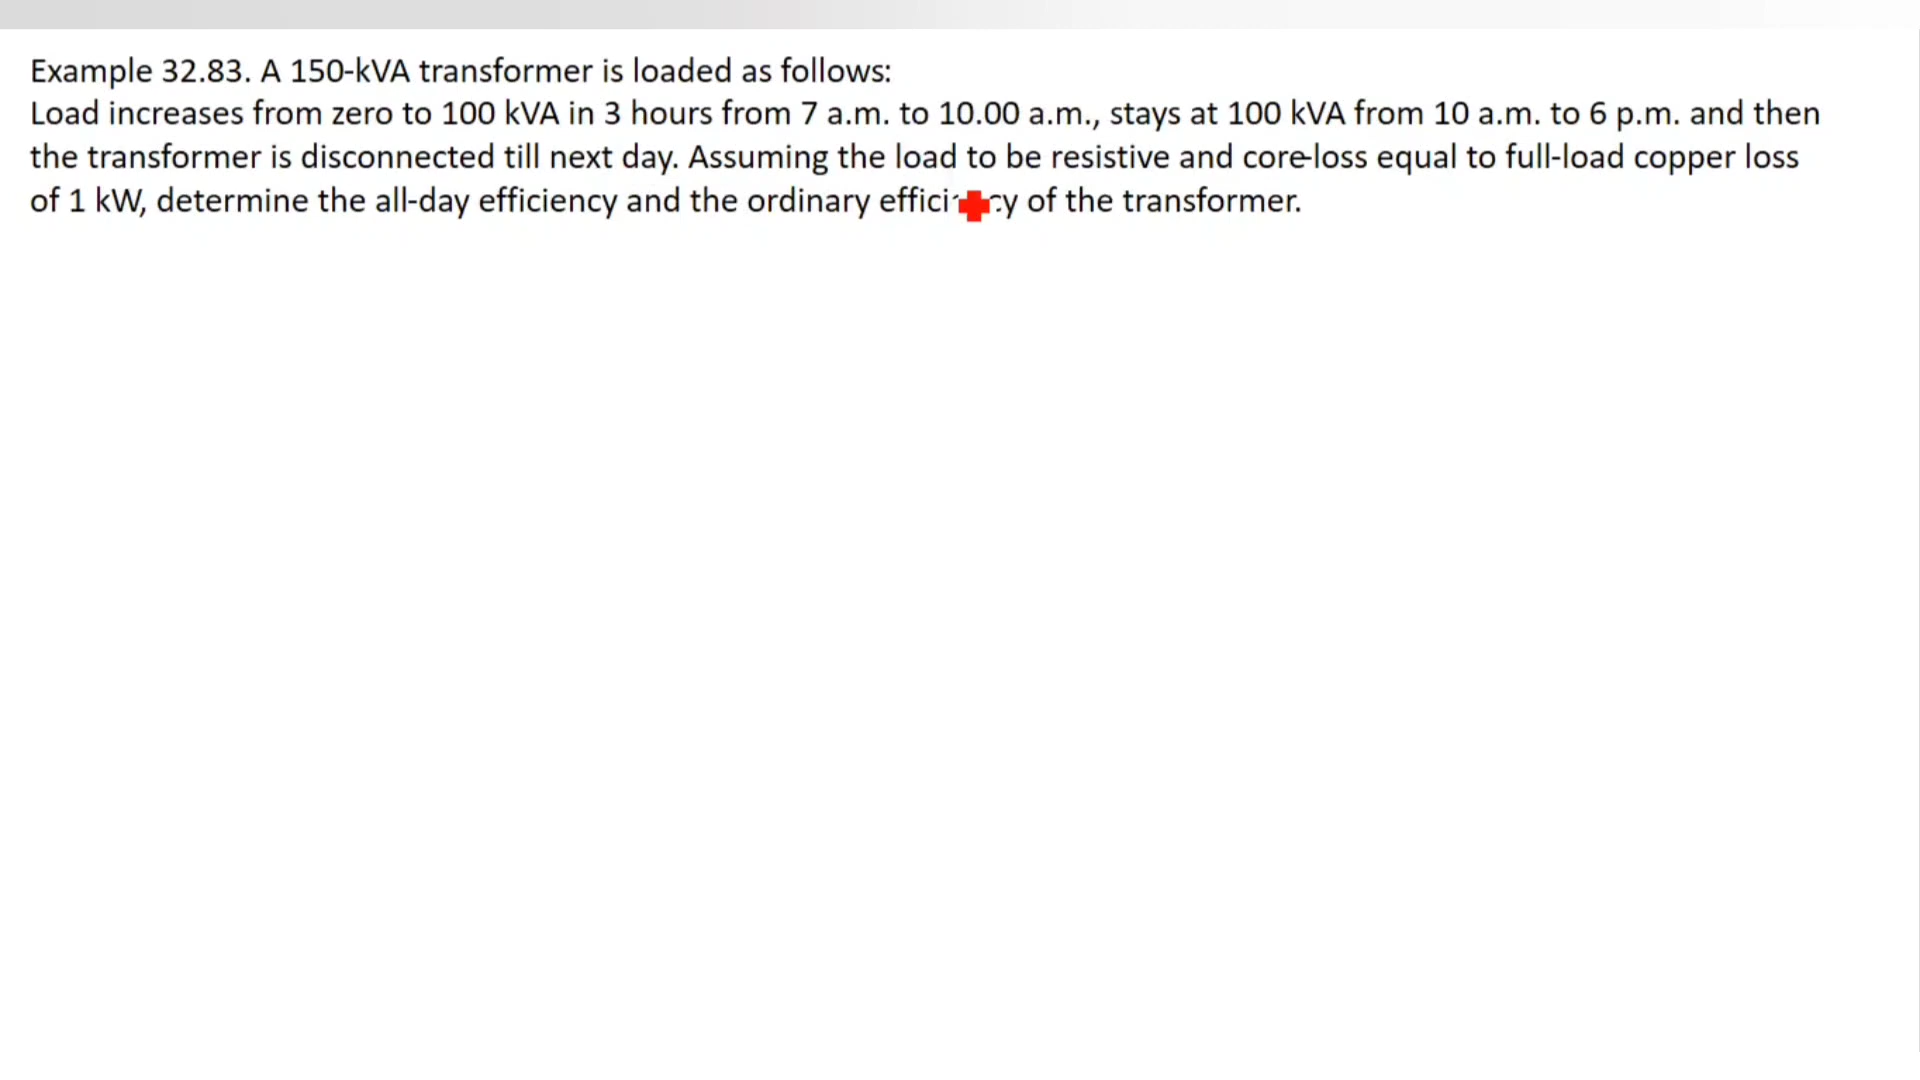 Example 32.83. A 150-kVA transformer is loaded as follows:
Load increases from zero to 100 kVA in 3 hours from 7 a.m. to 10.00 a.m., stays at 100 kVA from 10 a.m. to 6 p.m. and then
the transformer is disconnected till next day. Assuming the load to be resistive and core-loss equal to full-load copper loss
of 1 kW, determine the all-day efficiency and the ordinary of the transformer.